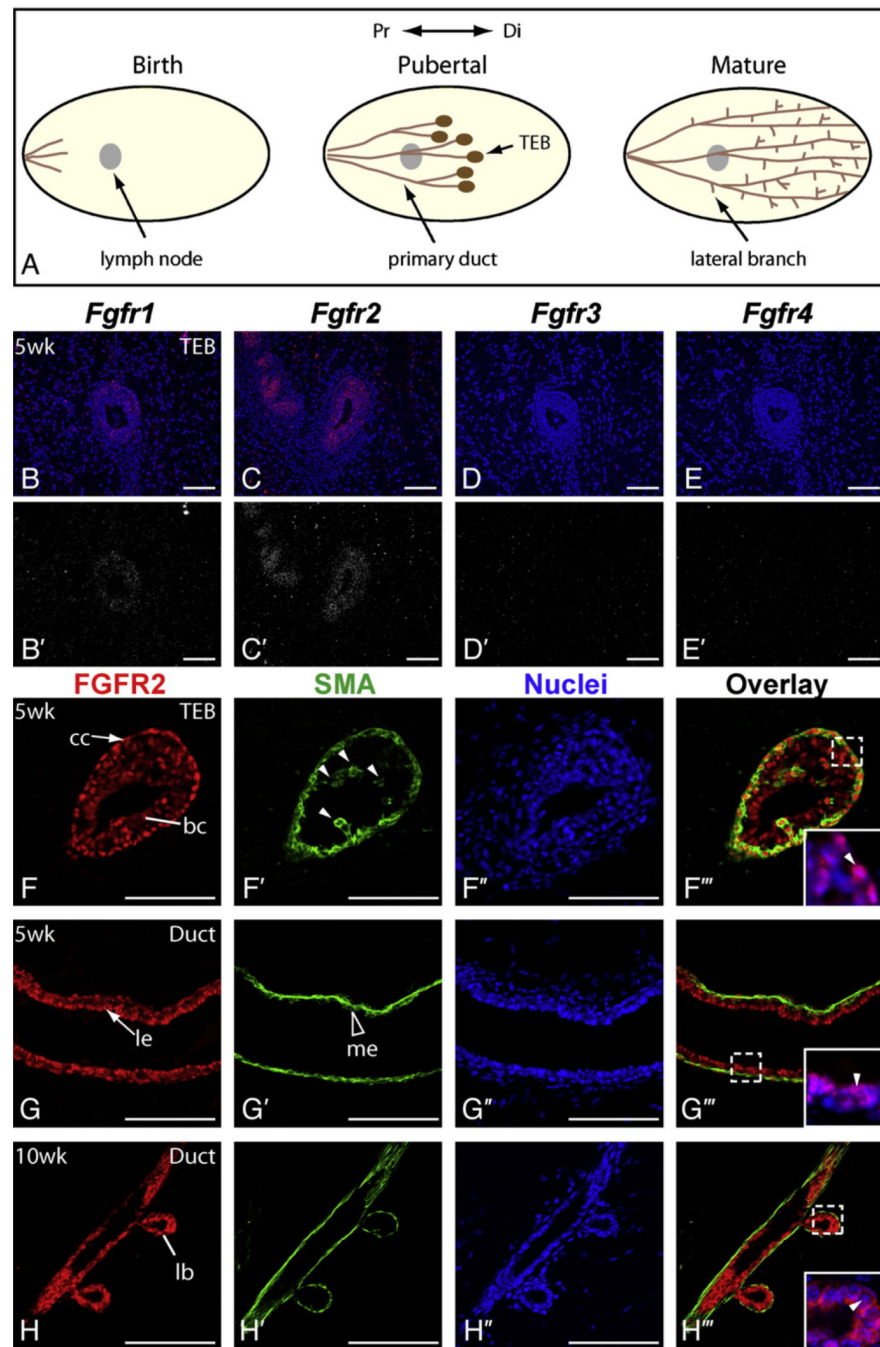 Pr Di
Birth Pubertal Mature
TEB
lymph node primary duct lateral branch
A
Fgfr1 Fgfr2 Fgfr3 Fgfr4
5wk TEB
B C D E
B′ C′ D′ E′
FGFR2 SMA Nuclei Overlay
5wk TEB
cc
bc
F F′ F″ F‴
5wk Duct
le me
G G′ G″ G‴
10wk Duct
lb
H H′ H″ H‴